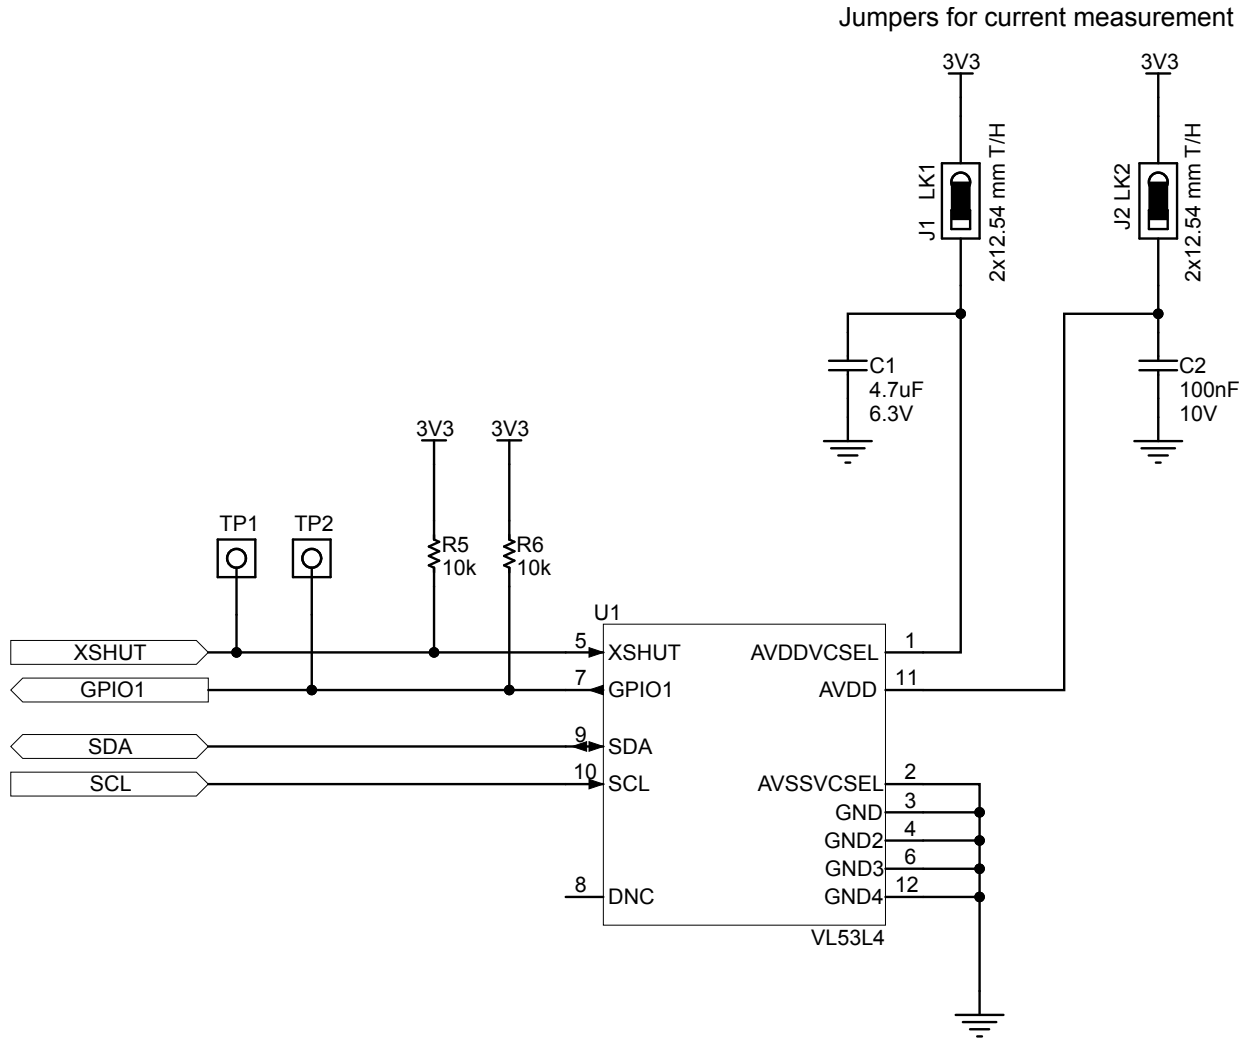 Jumpers for current measurement
3V3
3V3
J1 LK1
2x12.54 mm T/H
J2 LK2
2x12.54 mm T/H
C1
4.7uF
6.3V
C2
100nF
10V
3V3
3V3
TP1
TP2
R5
10k
R6
10k
U1
XSHUT
5
XSHUT
AVDDVCSEL
1
GPIO1
7
GPIO1
AVDD
11
SDA
9
SDA
SCL
10
SCL
AVSSVCSEL
2
GND
3
GND2
4
GND3
6
8
DNC
GND4
12
VL53L4